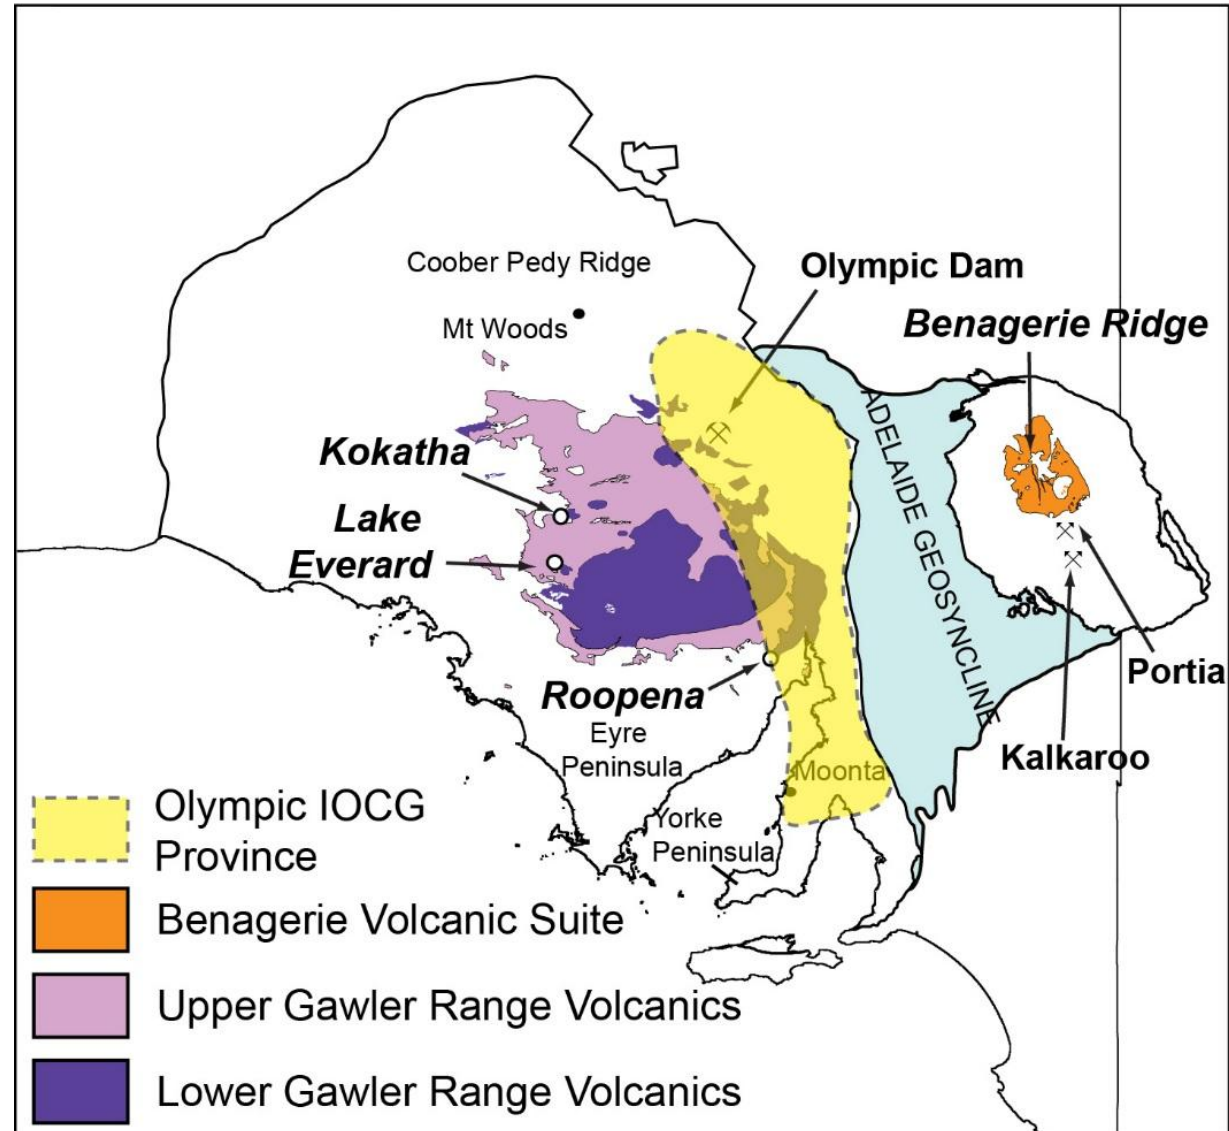 Coober Pedy Ridge
Olympic Dam
Mt Woods
Benagerie Ridge
Kokatha
Lake
Everard
ADELAIDE GEOSYNCLINE
Portia
Roopena
Eyre
Peninsula
Kalkaroo
Moonta
Yorke
Peninsula
Olympic IOCG
Province
Benagerie Volcanic Suite
Upper Gawler Range Volcanics
Lower Gawler Range Volcanics